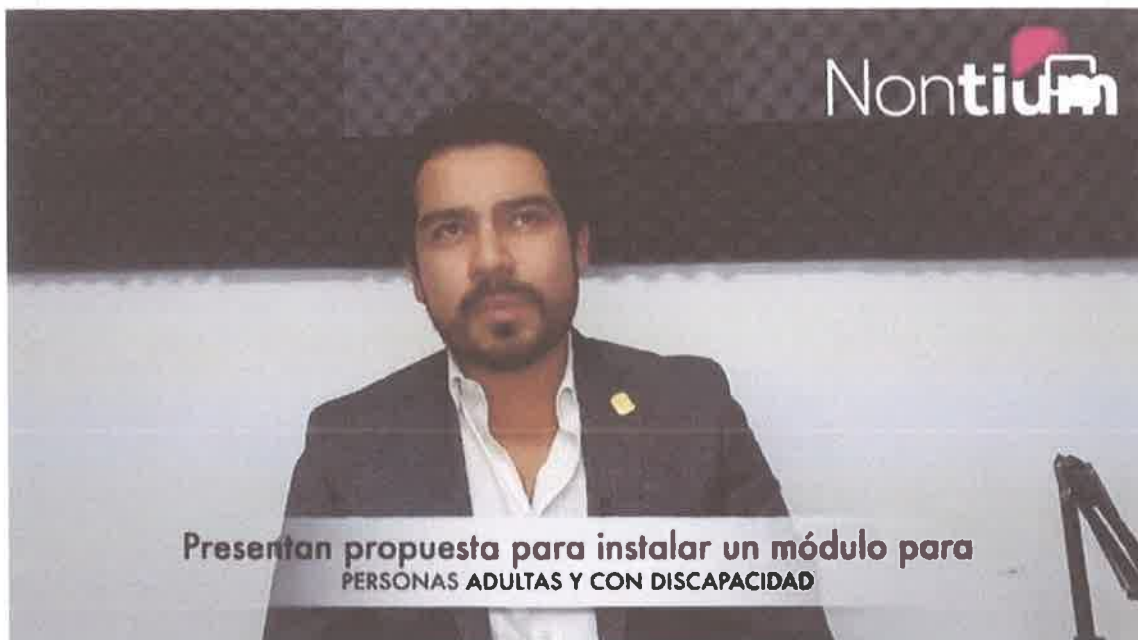 Nontium
Presentan propuesta para instalar un módulo para
PERSONAS ADULTAS Y CON DISCAPACIDAD